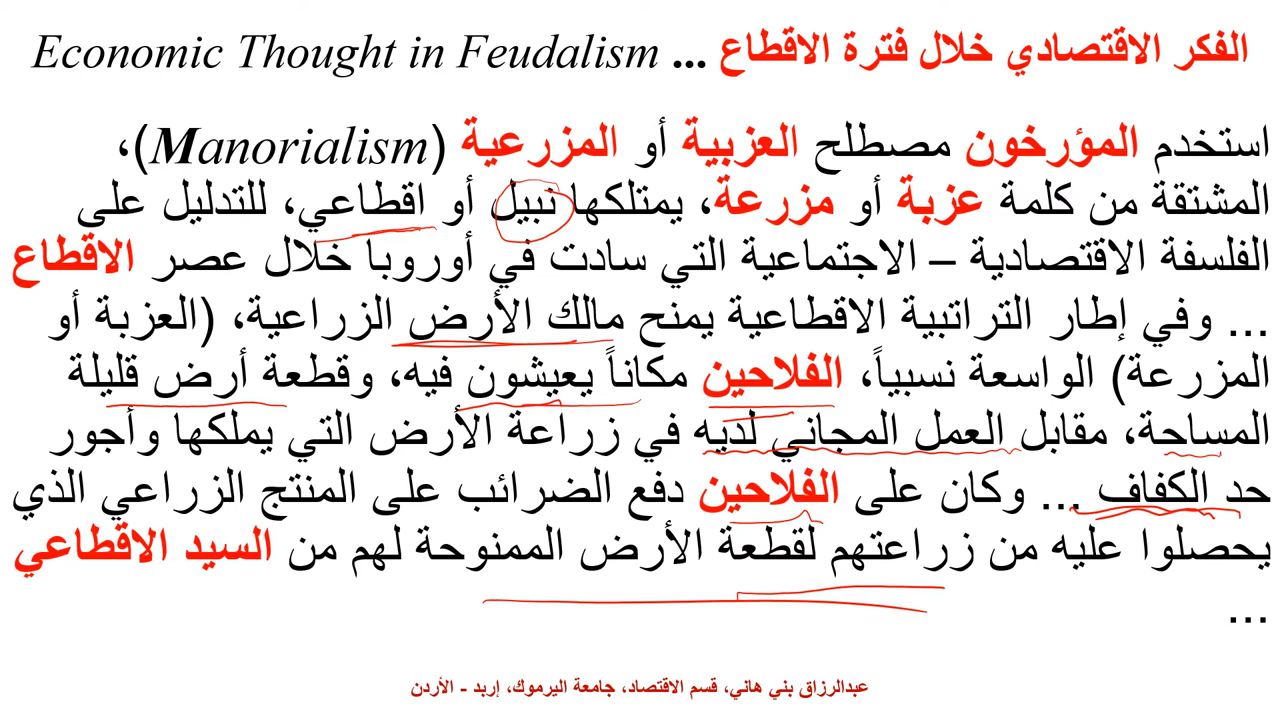 الفكر الاقتصادي خلال فترة الاقطاع ... Economic Thought in Feudalism
استخدم المؤرخون مصطلح العزبية أو المزرعية (Manorialism)،
المشتقة من كلمة عزبة أو مزرعة، يمتلكها نبيل أو اقطاعي، للتدليل على
الفلسفة الاقتصادية – الاجتماعية التي سادت في أوروبا خلال عصر الاقطاع
... وفي إطار التراتبية الاقطاعية يمنح مالك الأرض الزراعية، (العزبة أو
المزرعة) الواسعة نسبياً، الفلاحين مكاناً يعيشون فيه، وقطعة أرض قليلة
المساحة، مقابل العمل المجاني لديه في زراعة الأرض التي يملكها وأجور
حد الكفاف ... وكان على الفلاحين دفع الضرائب على المنتج الزراعي الذي
يحصلوا عليه من زراعتهم لقطعة الأرض الممنوحة لهم من السيد الاقطاعي
...
عبدالرزاق بني هاني، قسم الاقتصاد، جامعة اليرموك، إربد - الأردن